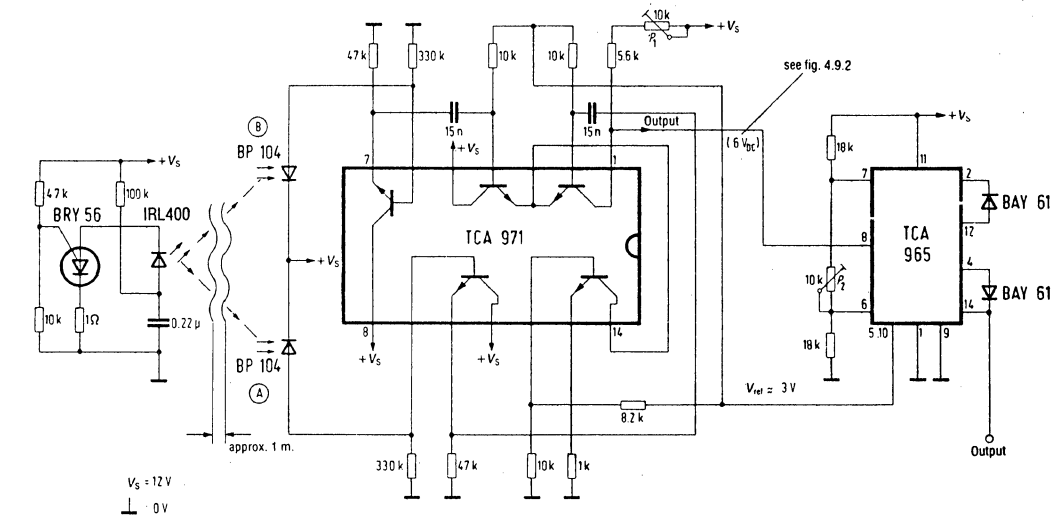 10k
P₁
+Vs
47k
330k
10k
10k
5.6k
see fig. 4.9.2
15n
15n
Output
(6 VDC)
+Vs
B
BP 104
+Vs
47k
100k
BRY 56
IRL400
10k
1Ω
0.22µ
BP 104
A
approx. 1 m.
+Vs
7
1
TCA 971
8
14
+Vs
+Vs
+Vs
18k
7
11
2
BAY 61
12
8
TCA
965
4
10k
P₂
BAY 61
6
14
5,10
1
9
18k
Vref ≈ 3V
8.2k
330k
47k
10k
1k
Output
Vs = 12V
0V